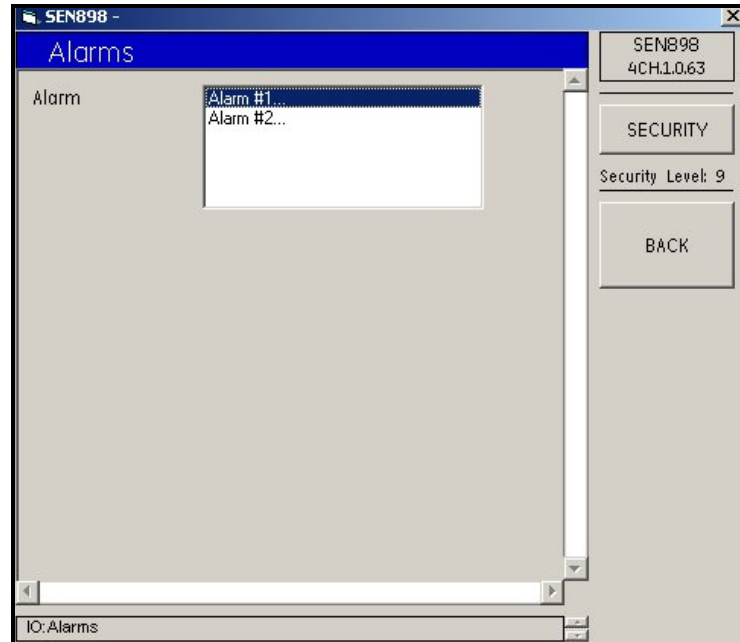 SEN898 -
Alarms
Alarm
Alarm #1...
Alarm #2...
SEN898
4CH.1.0.63
SECURITY
Security Level: 9
BACK
IO:Alarms